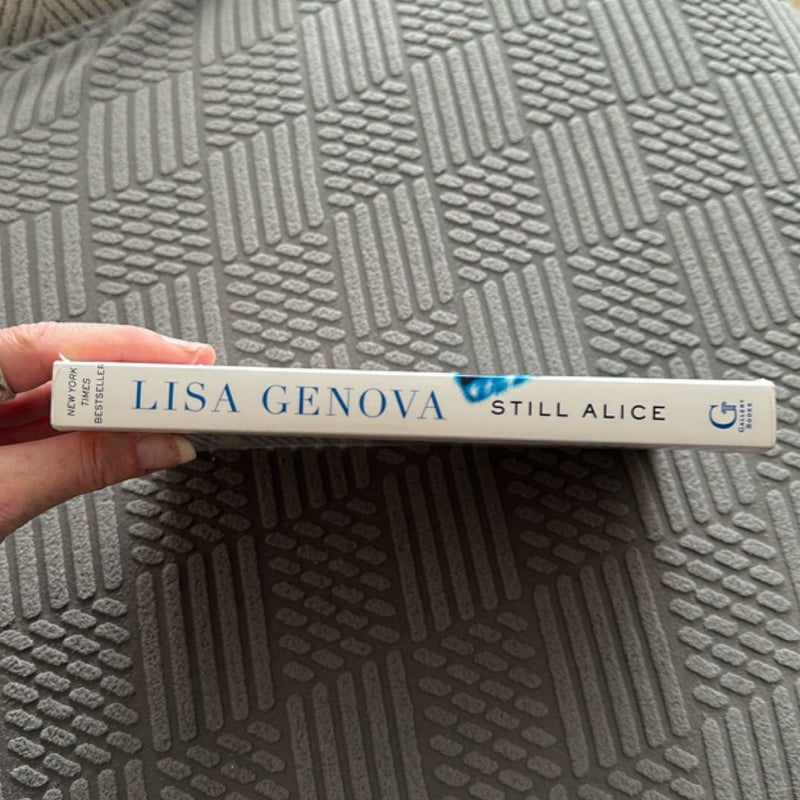 NEW YORK
TIMES
BESTSELLER
LISA GENOVA
STILL ALICE
G
GALLERY
BOOKS